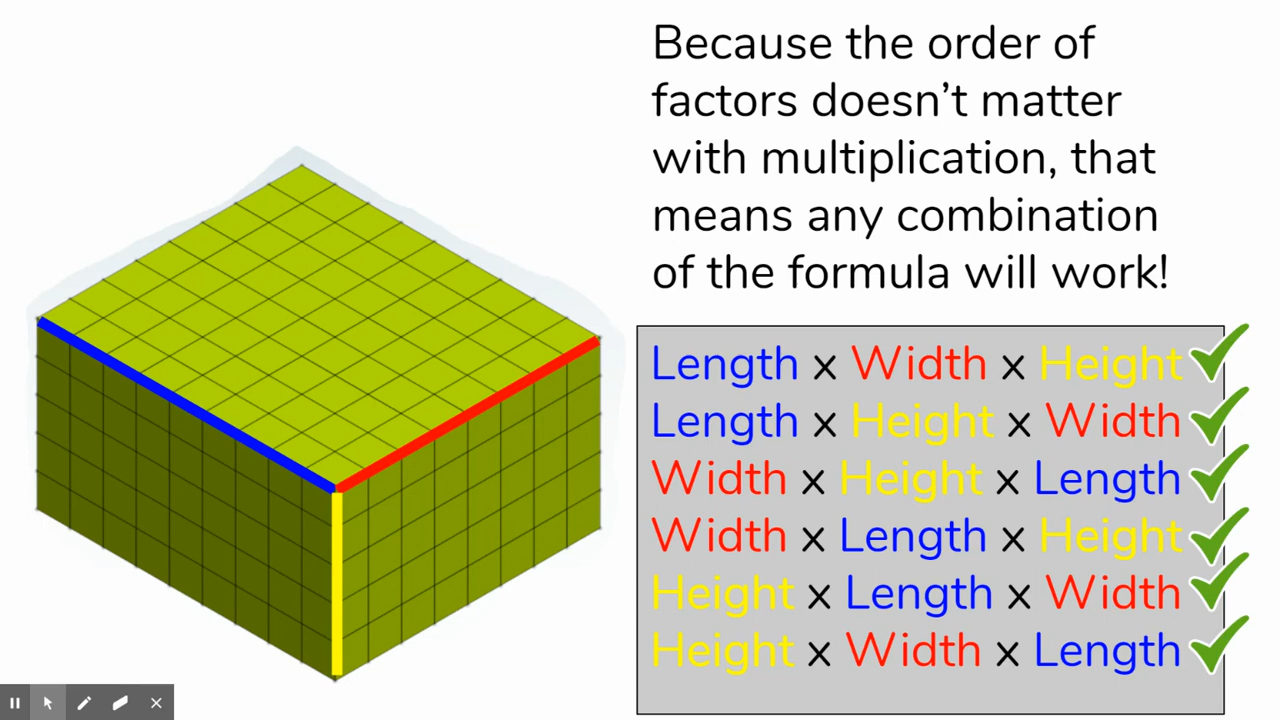 Because the order of
factors doesn’t matter
with multiplication, that
means any combination
of the formula will work!
Length x Width x Height
Length x Height x Width
Width x Height x Length
Width x Length x Height
Height x Length x Width
Height x Width x Length